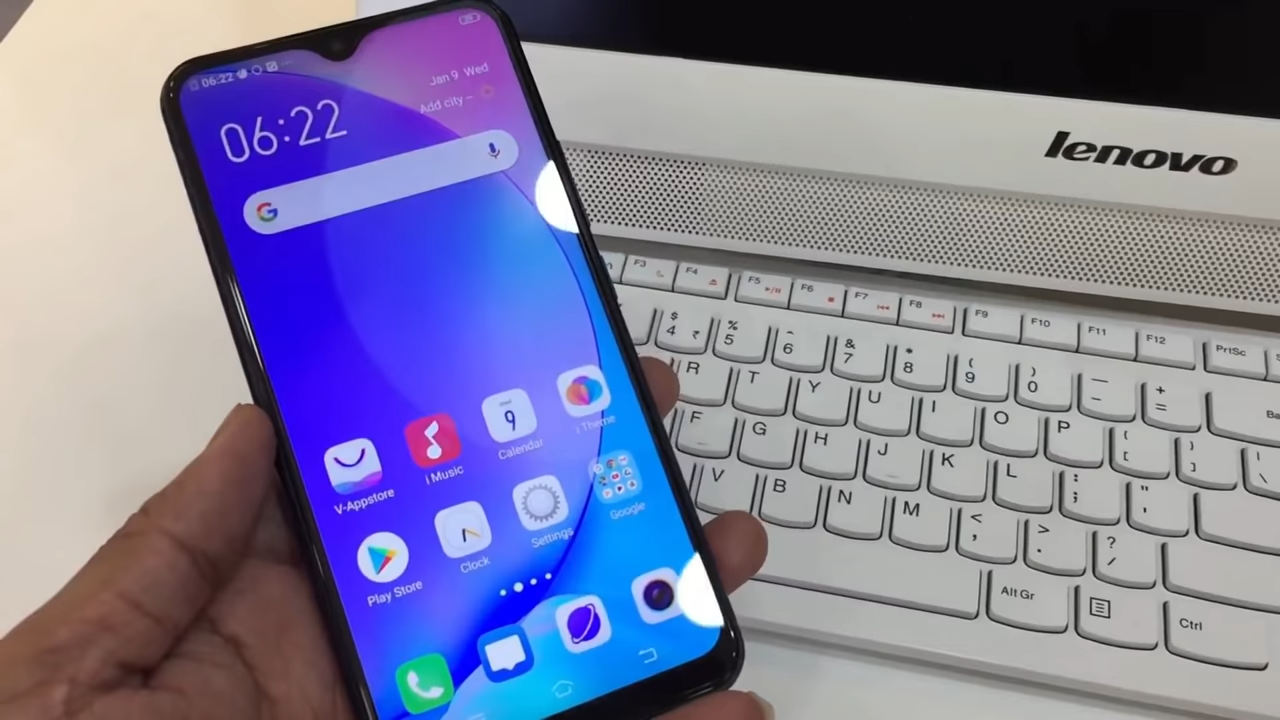 06:22
Jan 9 Wed
Add city
06:22
G
V-Appstore
i Music
Wed
9
Calendar
i Theme
Play Store
Clock
Settings
Google
lenovo
F3 F4 F5 F6 F7 F8 F9 F10 F11 F12 PrtSc
$ % ^ & * ( ) — +
4 ₹ 5 6 7 8 9 0 - =
R T Y U I O P { }
[ ]
F G H J K L : "
; '
V B N M < > ?
, . /
Alt Gr Ctrl